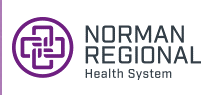 NORMAN
REGIONAL
Health System